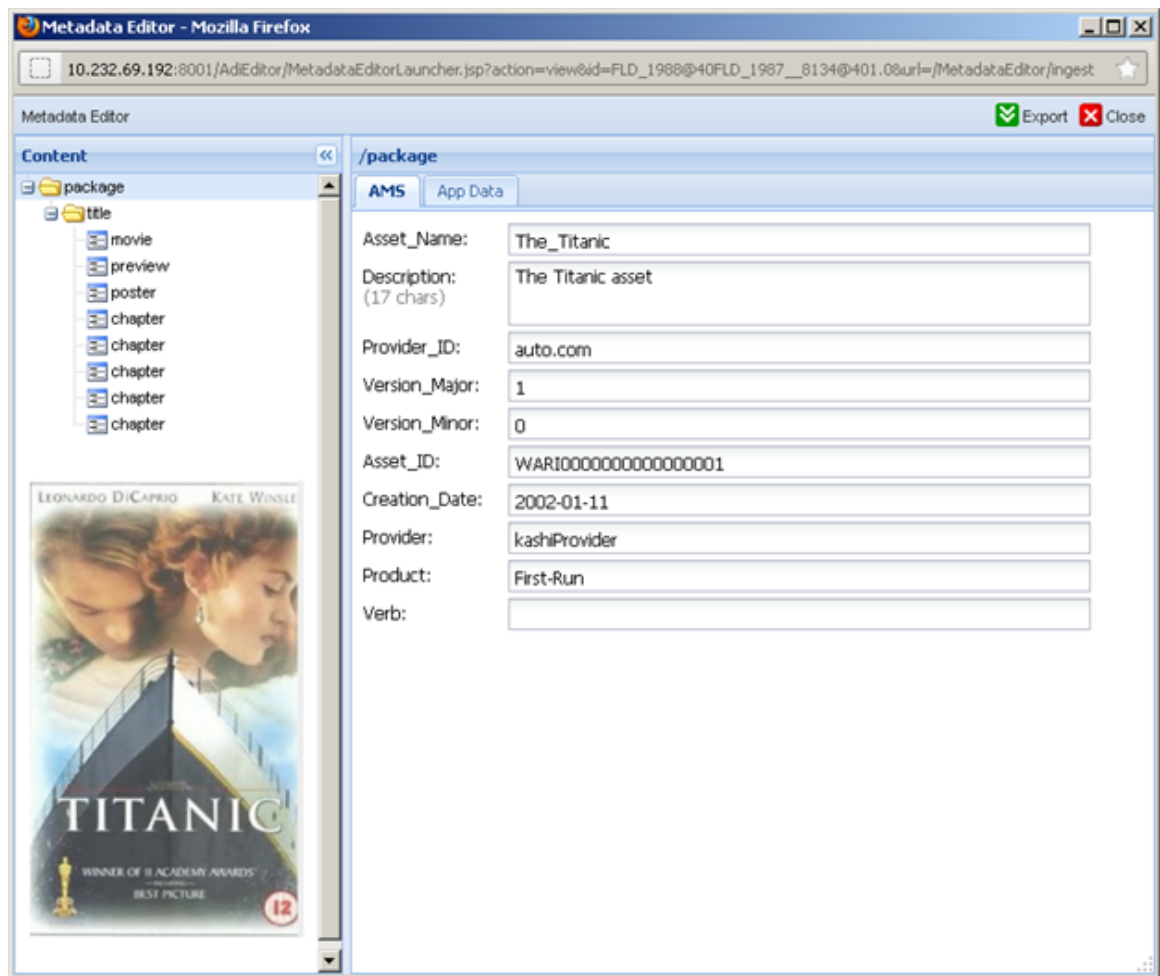 Metadata Editor - Mozilla Firefox
10.232.69.192:8001/AdiEditor/MetadataEditorLauncher.jsp?action=view&id=FLD_1988@40FLD_1987__8134@401.0&url=/MetadataEditor/ingest
Metadata Editor
Export
Close
Content
package
title
movie
preview
poster
chapter
chapter
chapter
chapter
chapter
LEONARDO DICAPRIO KATE WINSLE
TITANIC
WINNER OF 11 ACADEMY AWARDS
INCLUDING
BEST PICTURE
12
/package
AMS App Data
Asset_Name: The_Titanic
Description: The Titanic asset
(17 chars)
Provider_ID: auto.com
Version_Major: 1
Version_Minor: 0
Asset_ID: WARI0000000000000001
Creation_Date: 2002-01-11
Provider: kashiProvider
Product: First-Run
Verb: